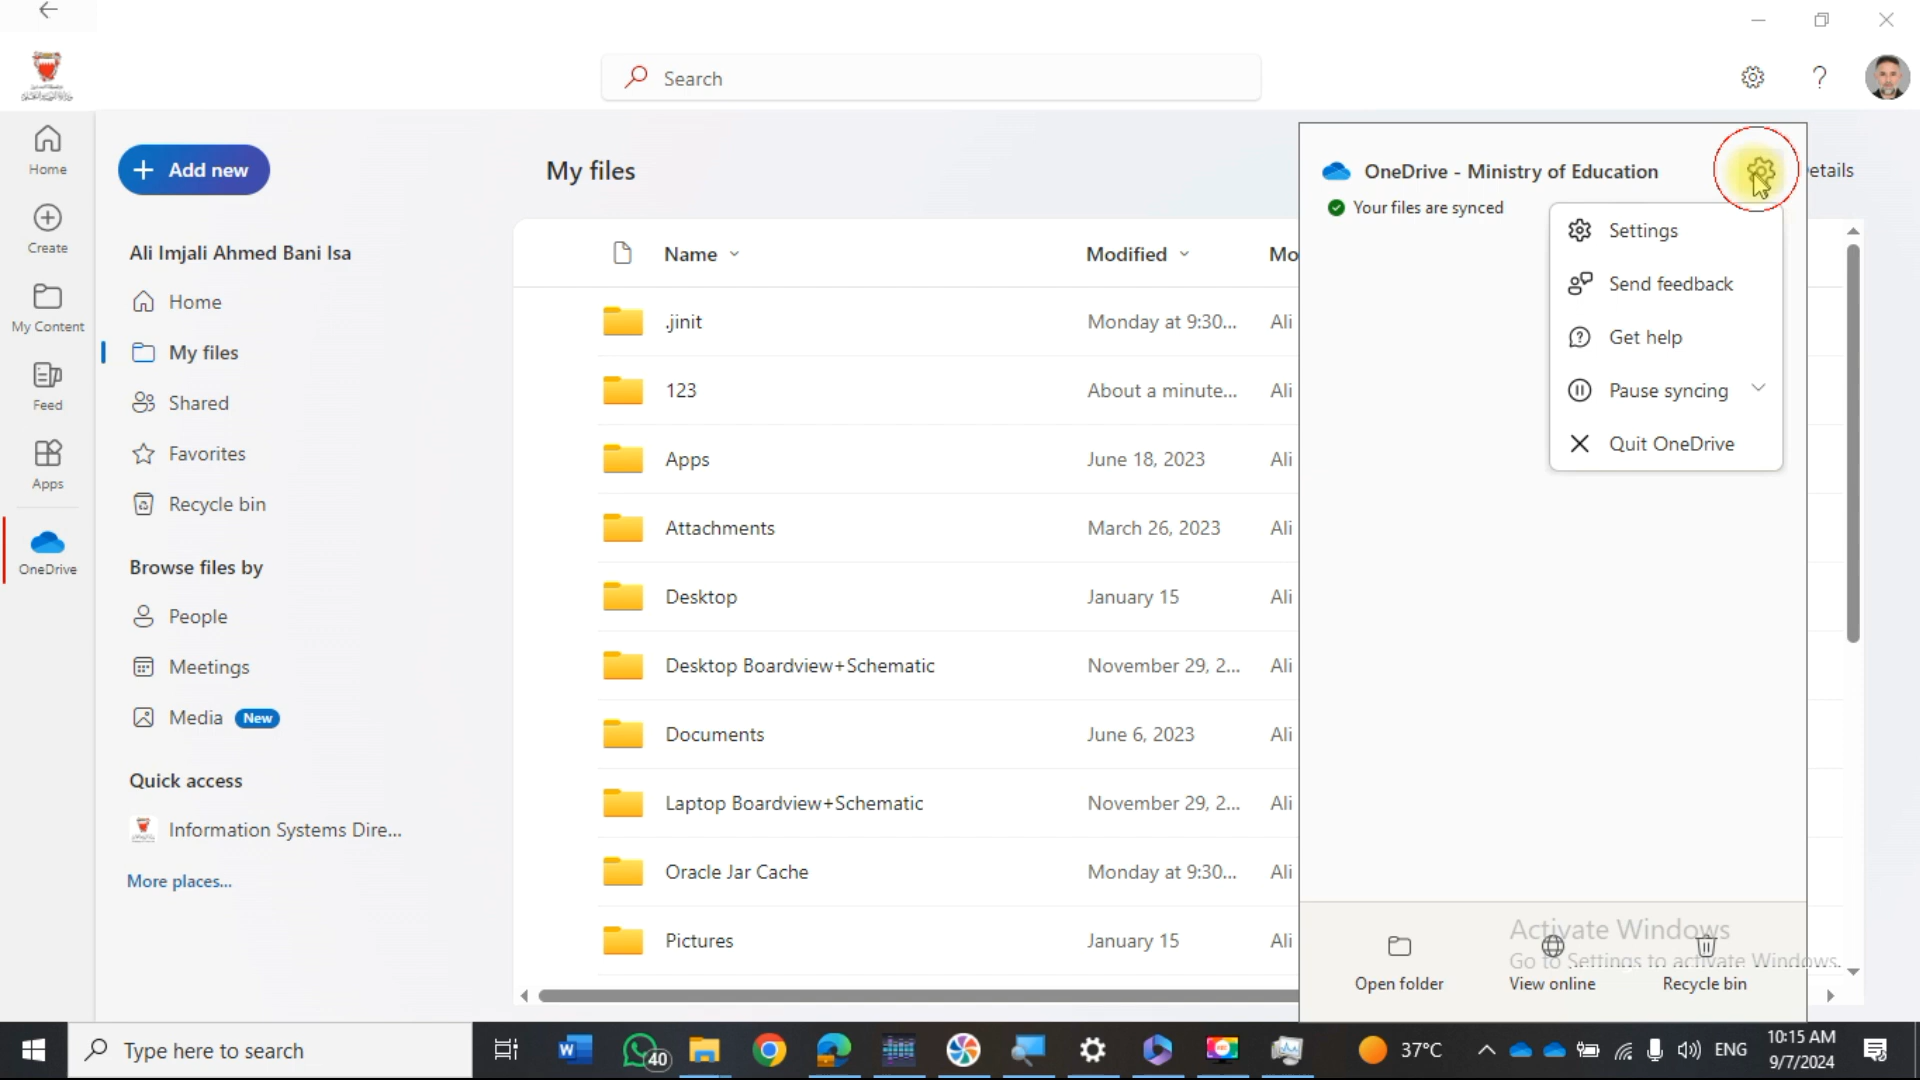 Search
Home
Create
My Content
Feed
Apps
OneDrive
Add new
Ali Imjali Ahmed Bani Isa
Home
My files
Shared
Favorites
Recycle bin
Browse files by
People
Meetings
Media New
Quick access
Information Systems Dire...
More places...
My files
Name Modified Mo
.jinit Monday at 9:30... Ali
123 About a minute... Ali
Apps June 18, 2023 Ali
Attachments March 26, 2023 Ali
Desktop January 15 Ali
Desktop Boardview+Schematic November 29, 2... Ali
Documents June 6, 2023 Ali
Laptop Boardview+Schematic November 29, 2... Ali
Oracle Jar Cache Monday at 9:30... Ali
Pictures January 15 Ali
OneDrive - Ministry of Education
etails
Your files are synced
Settings
Send feedback
Get help
Pause syncing
Quit OneDrive
Activate Windows
Go to Settings to activate Windows.
Open folder
View online
Recycle bin
Type here to search
40
37°C
ENG
10:15 AM
9/7/2024